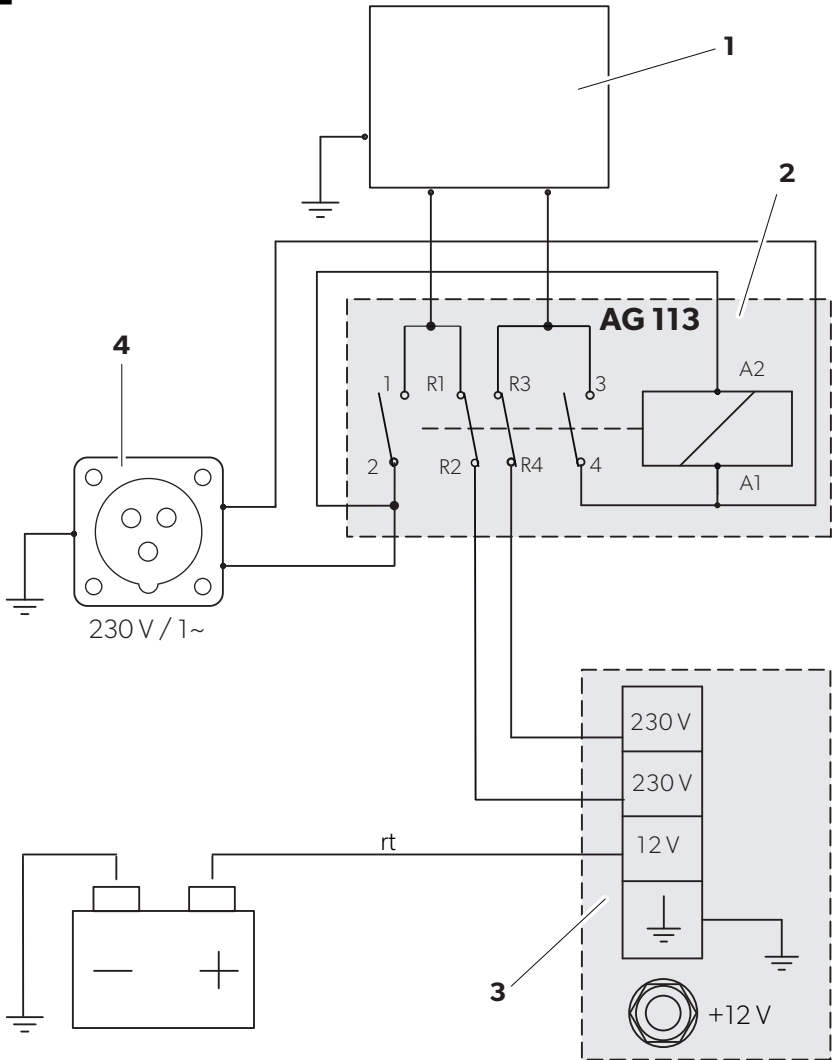 1
2
AG 113
4
A2
1 R1 R3 3
2 R2 R4 4
A1
230 V / 1~
230 V
230 V
rt
12 V
3
+12 V